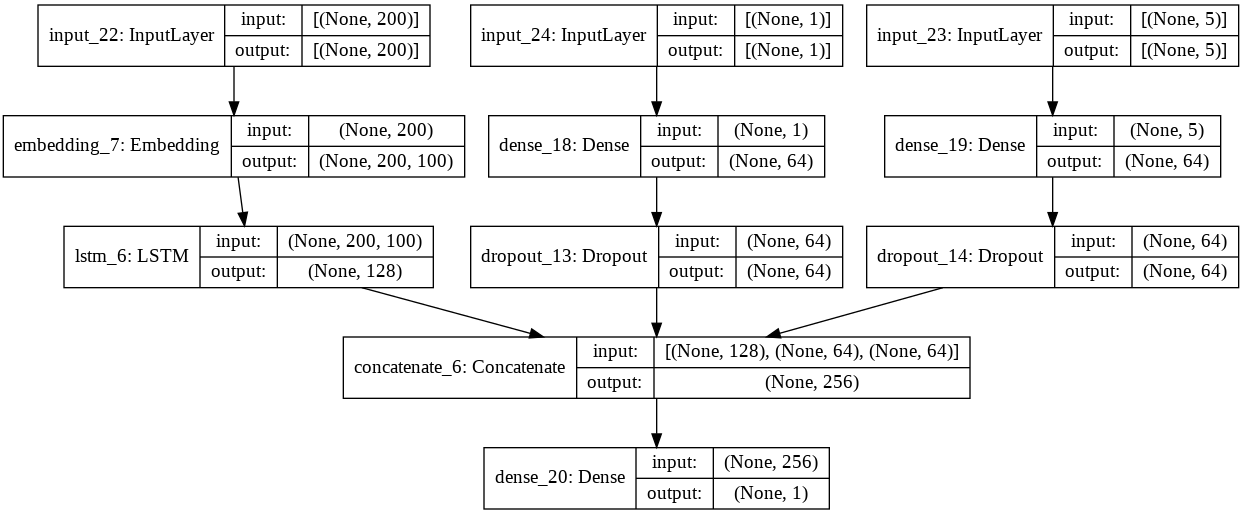 input_22: InputLayer
input: [(None, 200)]
output: [(None, 200)]
input_24: InputLayer
input: [(None, 1)]
output: [(None, 1)]
input_23: InputLayer
input: [(None, 5)]
output: [(None, 5)]
embedding_7: Embedding
input: (None, 200)
output: (None, 200, 100)
dense_18: Dense
input: (None, 1)
output: (None, 64)
dense_19: Dense
input: (None, 5)
output: (None, 64)
lstm_6: LSTM
input: (None, 200, 100)
output: (None, 128)
dropout_13: Dropout
input: (None, 64)
output: (None, 64)
dropout_14: Dropout
input: (None, 64)
output: (None, 64)
concatenate_6: Concatenate
input: [(None, 128), (None, 64), (None, 64)]
output: (None, 256)
dense_20: Dense
input: (None, 256)
output: (None, 1)